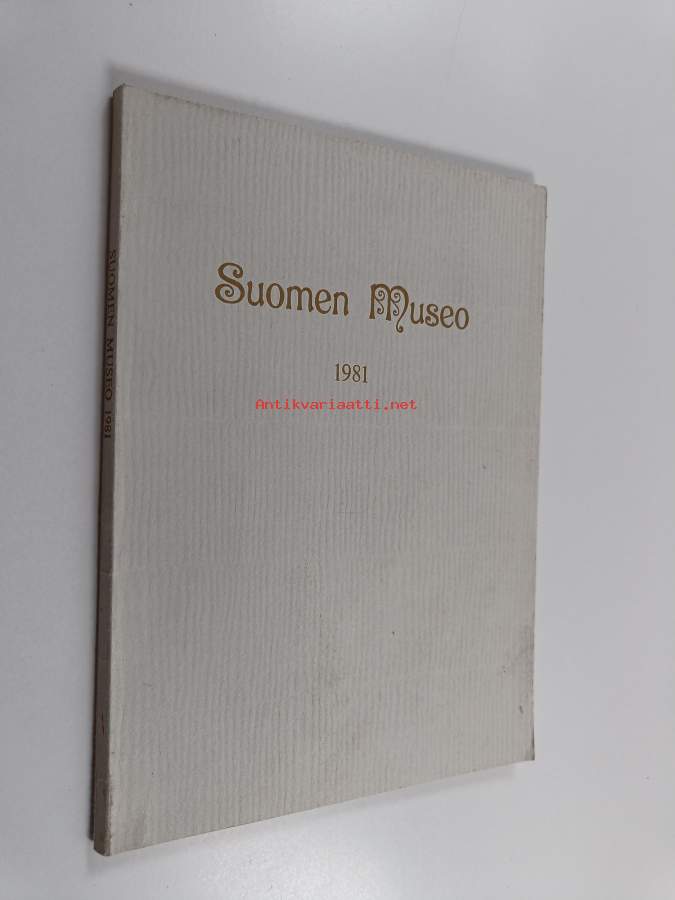 Suomen Museo
1981
Antikvariaatti.net
SUOMEN MUSEO 1981